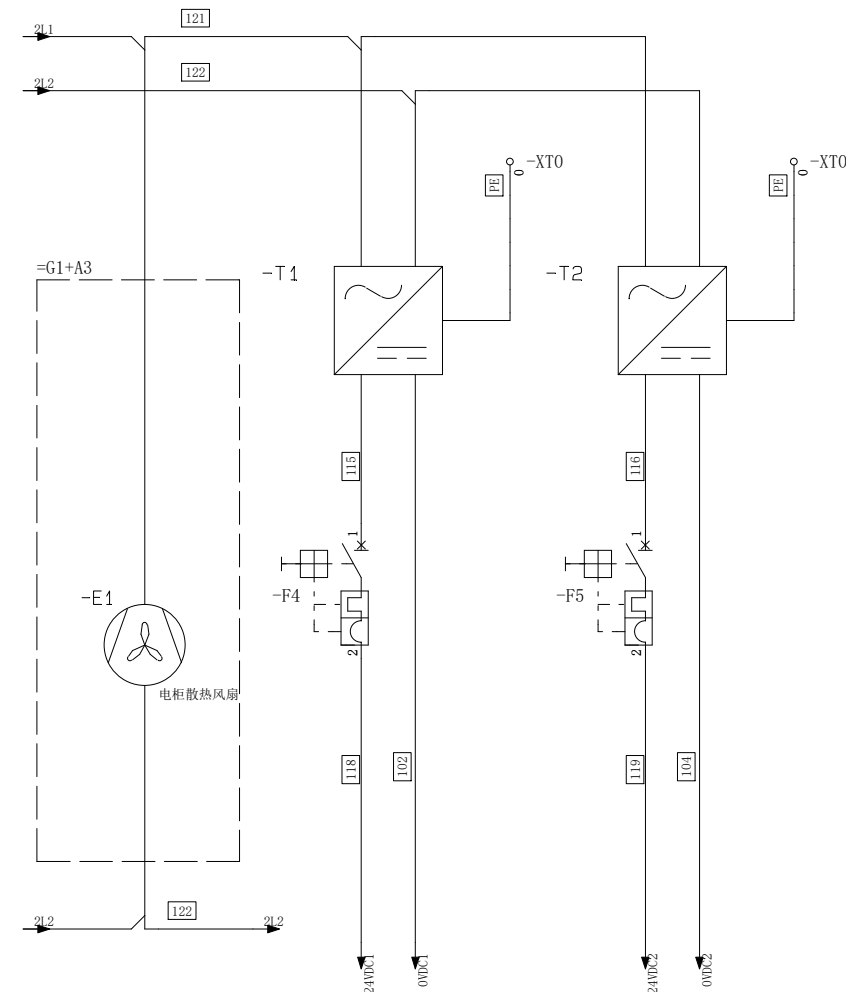 121
2L1
122
2L2
-XT0
0
PE
-XT0
0
PE
=G1+A3
-T1
-T2
115
116
1
1
-F4
-F5
2
2
-E1
电柜散热风扇
118
102
119
104
122
2L2
2L2
24VDC1
0VDC1
24VDC2
0VDC2